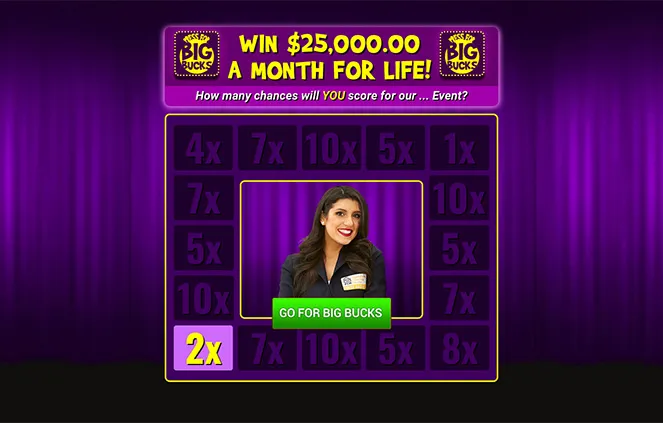 PRESS FOR
BIG
BUCKS
WIN $25,000.00
A MONTH FOR LIFE!
BIG
BUCKS
How many chances will YOU score for our ... Event?
4x 7x 10x 5x 1x
7x 10x
5x 5x
10x 7x
GO FOR BIG BUCKS
2x 7x 10x 5x 8x